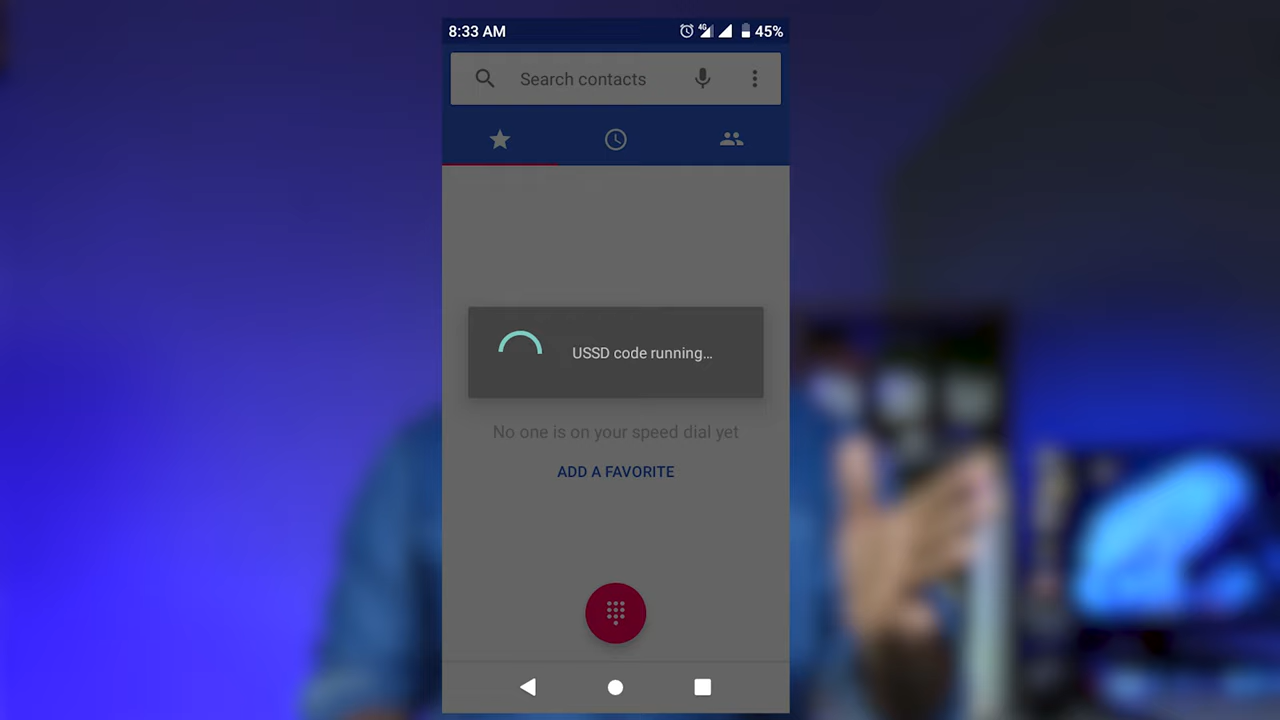 8:33 AM
4G
45%
Search contacts
USSD code running...
No one is on your speed dial yet
ADD A FAVORITE